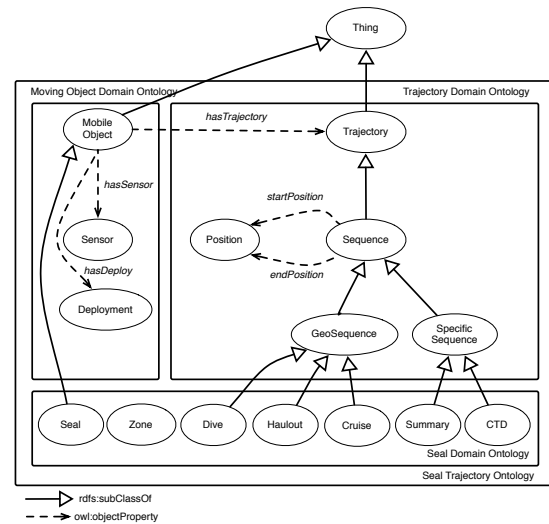 Thing
Moving Object Domain Ontology
Trajectory Domain Ontology
Mobile
Object
hasTrajectory
Trajectory
hasSensor
startPosition
Sensor
Position
Sequence
hasDeploy
endPosition
Deployment
GeoSequence
Specific
Sequence
Seal
Zone
Dive
Haulout
Cruise
Summary
CTD
Seal Domain Ontology
Seal Trajectory Ontology
rdfs:subClassOf
owl:objectProperty